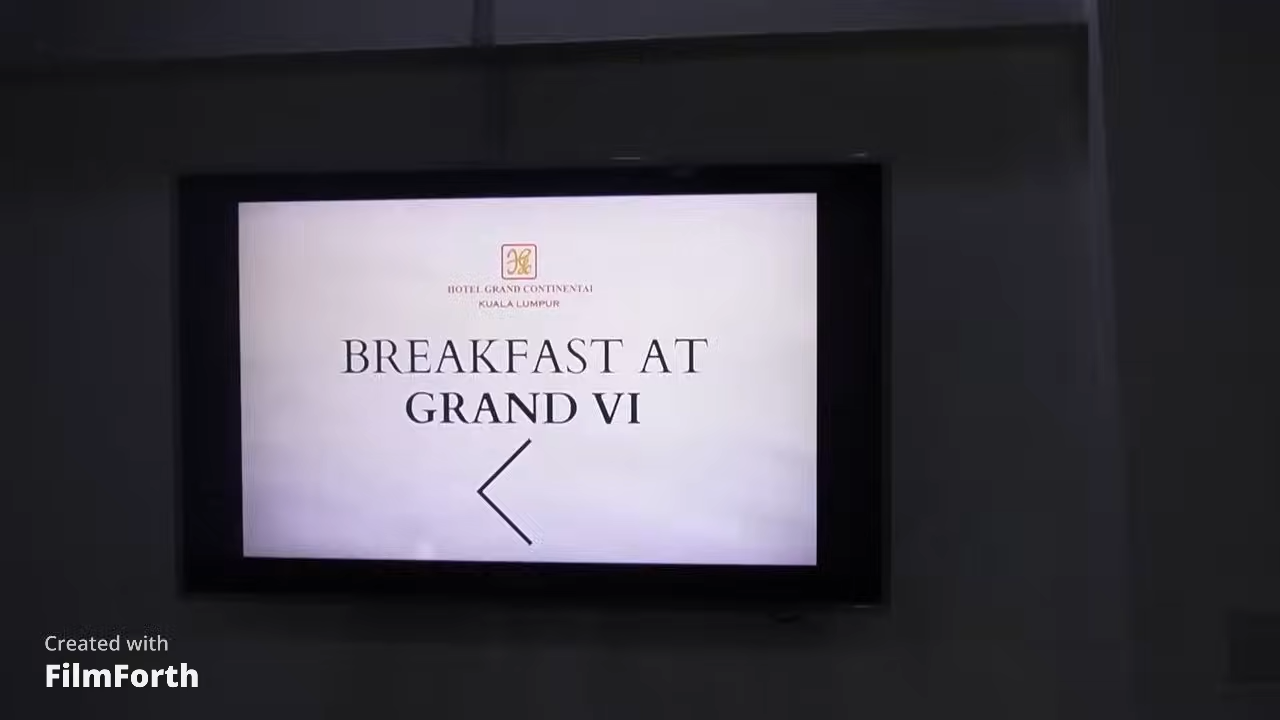 HOTEL GRAND CONTINENTAL
KUALA LUMPUR
BREAKFAST AT
GRAND VI
Created with
FilmForth